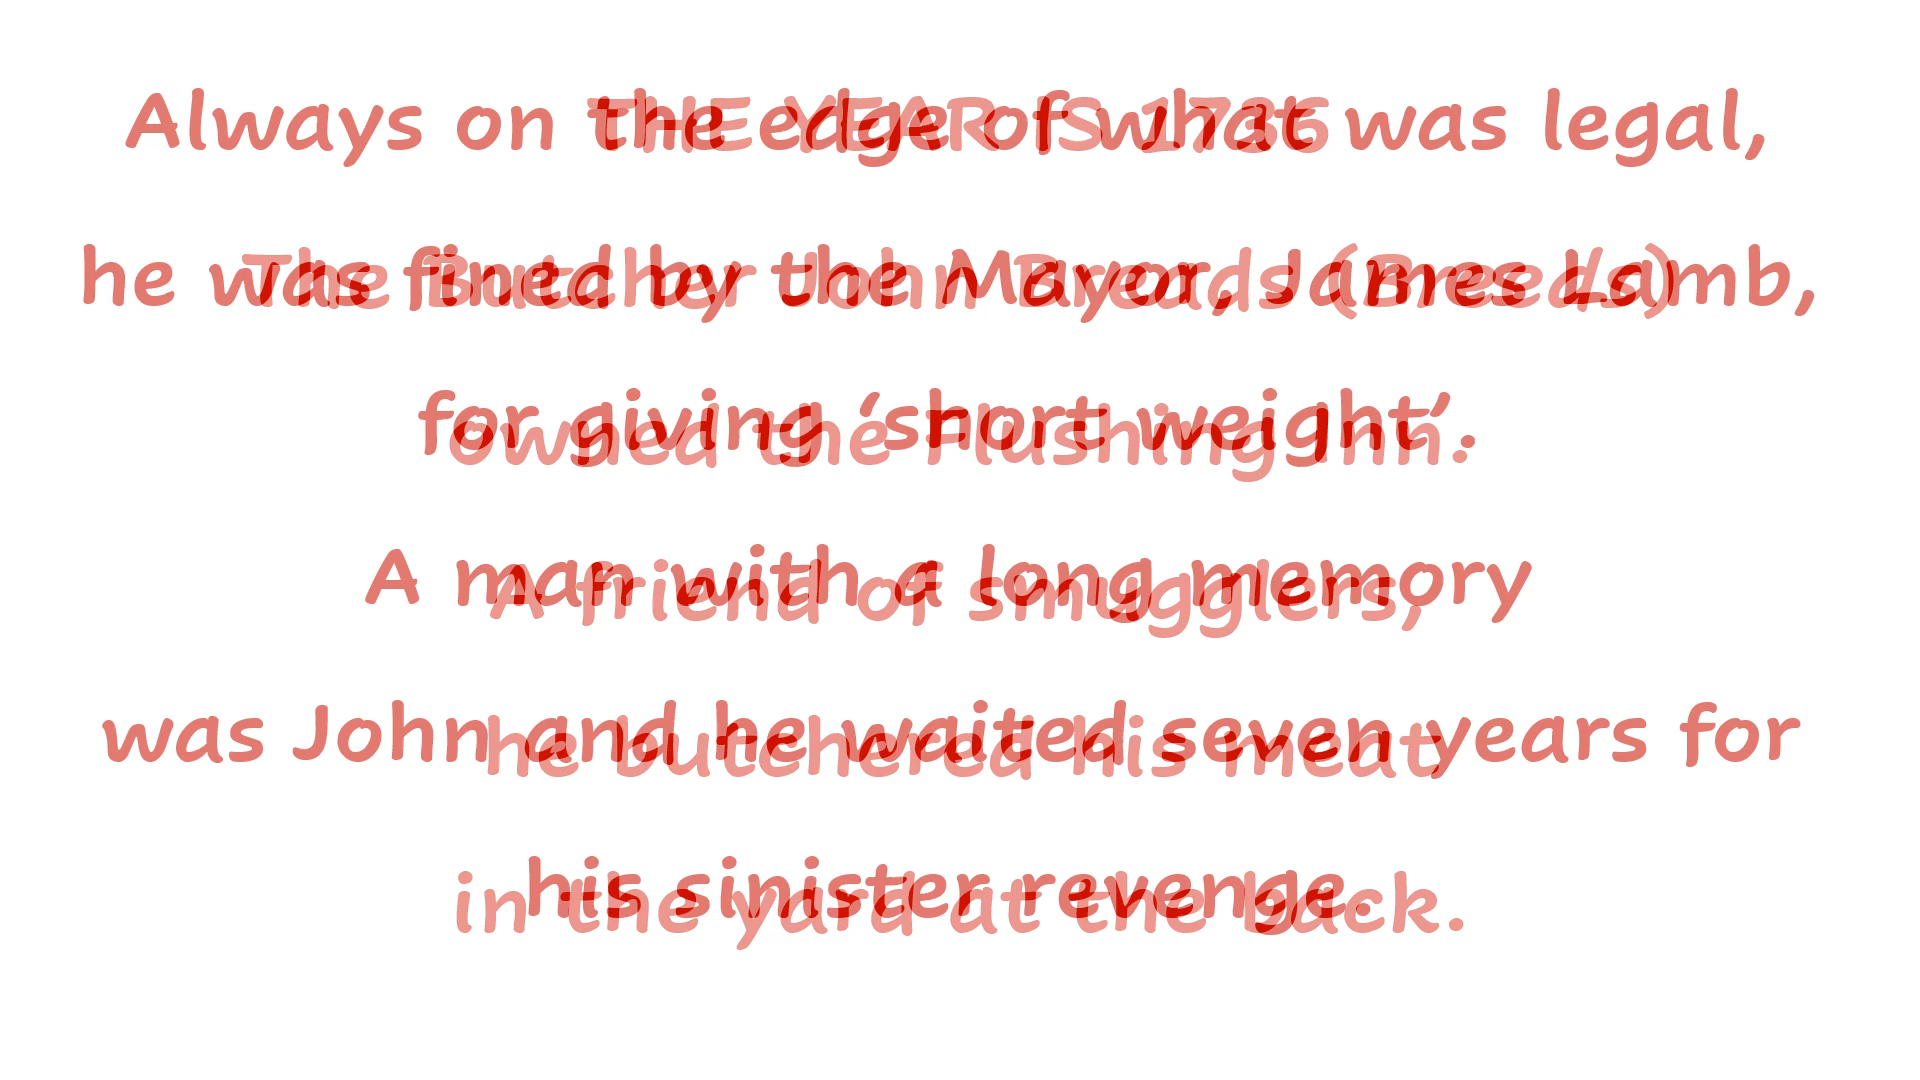 THE YEAR IS 1736
The Butcher John Breads (Breeds)
owned the Flushing Inn.
A friend of smugglers,
he butchered his meat
in the yard at the back.
Always on the edge of what was legal,
he was fined by the Mayor, James Lamb,
for giving ‘short weight’.
A man with a long memory
was John and he waited seven years for
his sinister revenge.